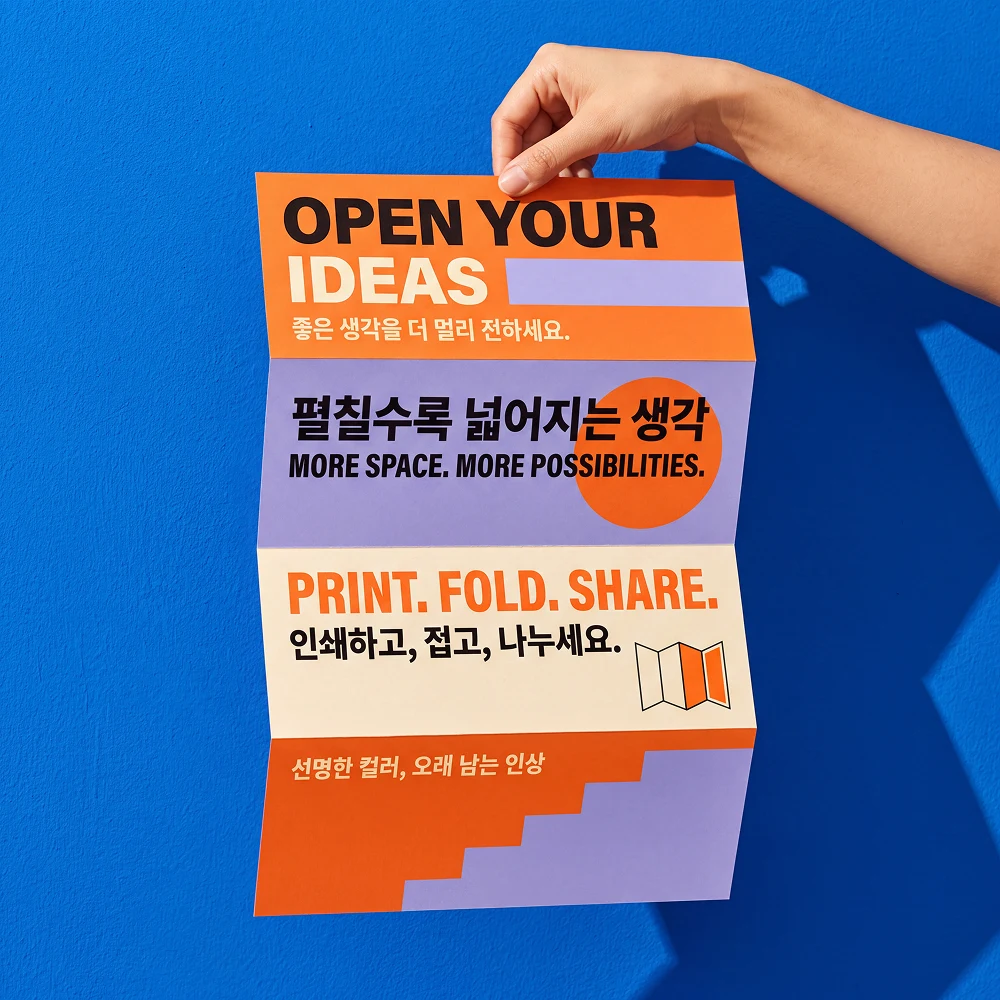 OPEN YOUR
IDEAS
좋은 생각을 더 멀리 전하세요.
펼칠수록 넓어지는 생각
MORE SPACE. MORE POSSIBILITIES.
PRINT. FOLD. SHARE.
인쇄하고, 접고, 나누세요.
선명한 컬러, 오래 남는 인상